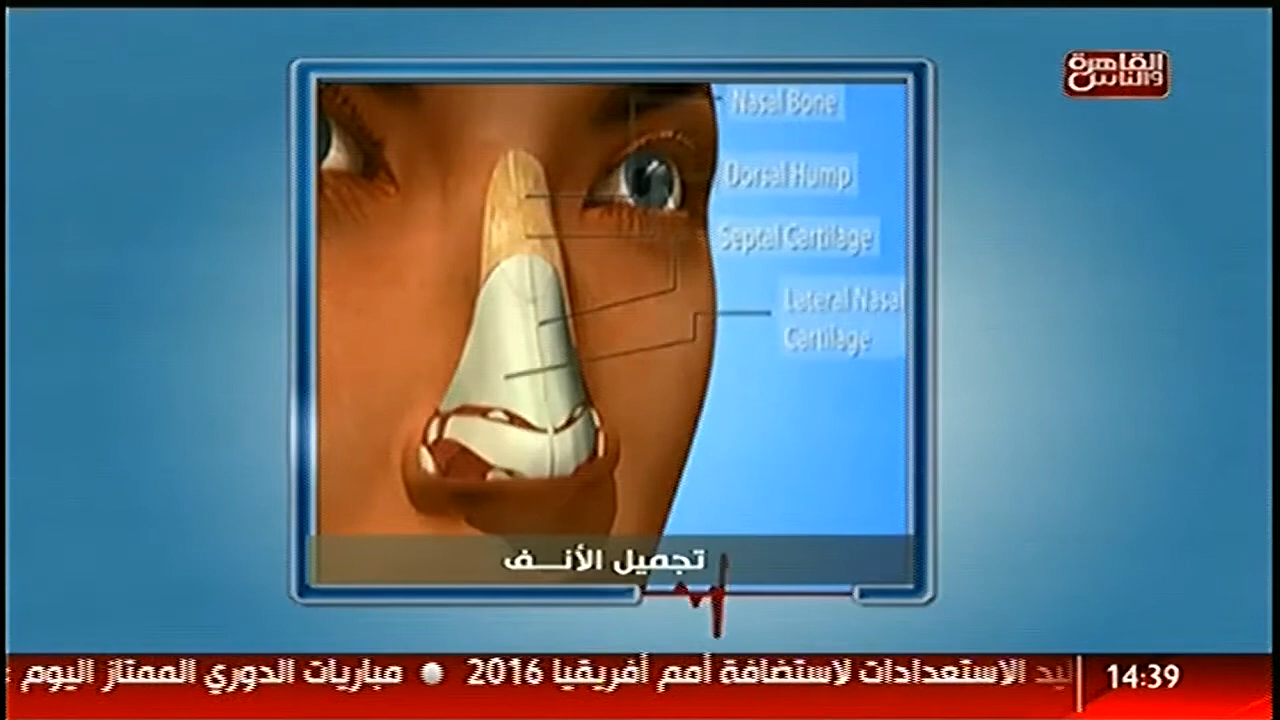 القاهرة
والناس
Nasal Bone
Dorsal Hump
Septal Cartilage
Lateral Nasal
Cartilage
تجميل الأنــف
الاستعدادات لاستضافة أمم أفريقيا 2016 ● مباريات الدوري الممتاز اليوم :
14:39